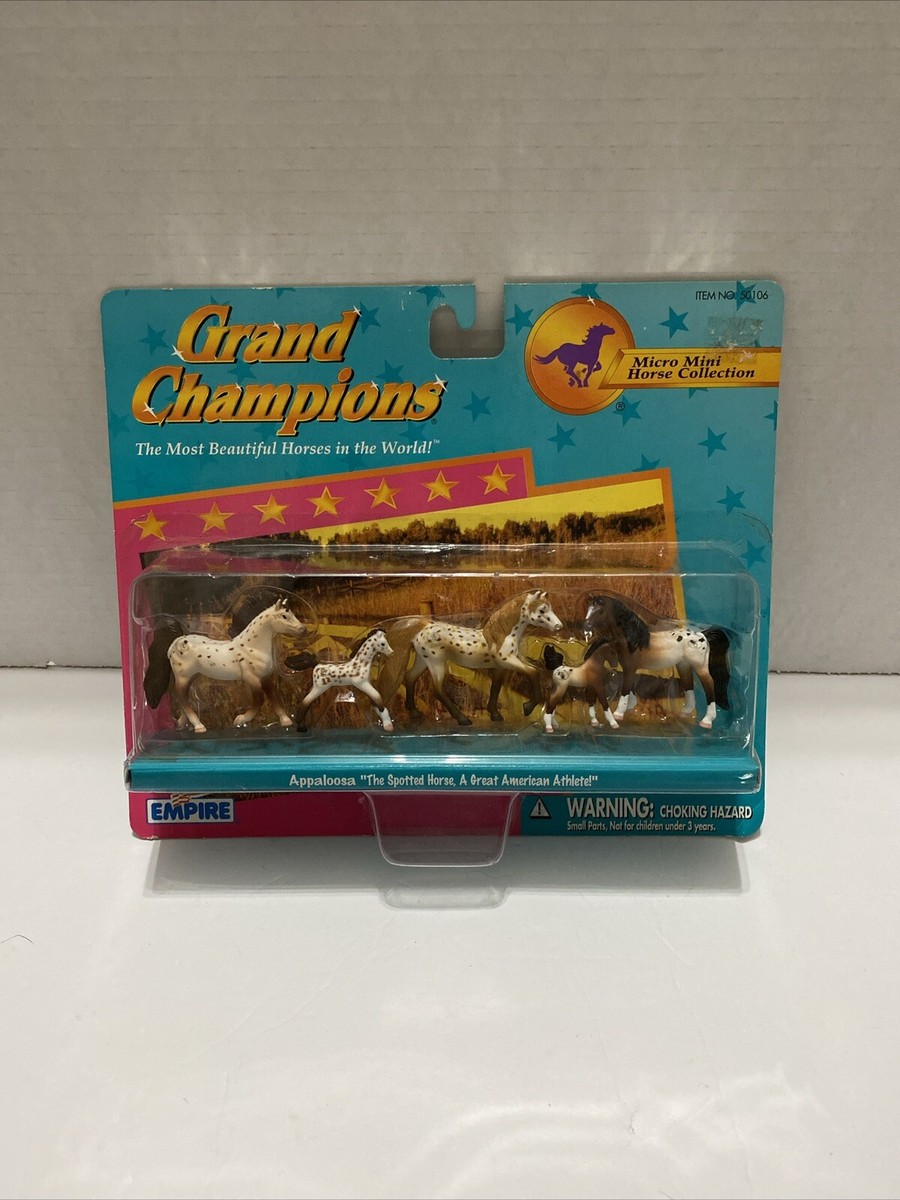 ITEM NO. 50106
Grand
Champions®
The Most Beautiful Horses in the World!™
Micro Mini
Horse Collection
®
Appaloosa "The Spotted Horse, A Great American Athlete!"
EMPIRE
WARNING: CHOKING HAZARD
Small Parts, Not for children under 3 years.